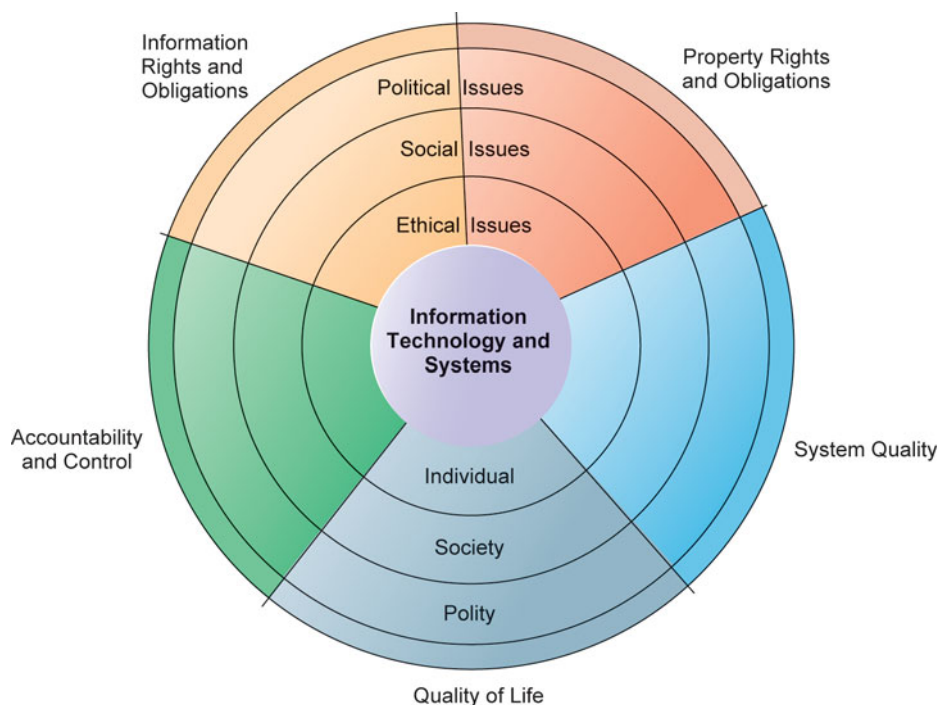 Information
Rights and
Obligations
Property Rights
and Obligations
Political Issues
Social Issues
Ethical Issues
Information
Technology and
Systems
Accountability
and Control
System Quality
Individual
Society
Polity
Quality of Life